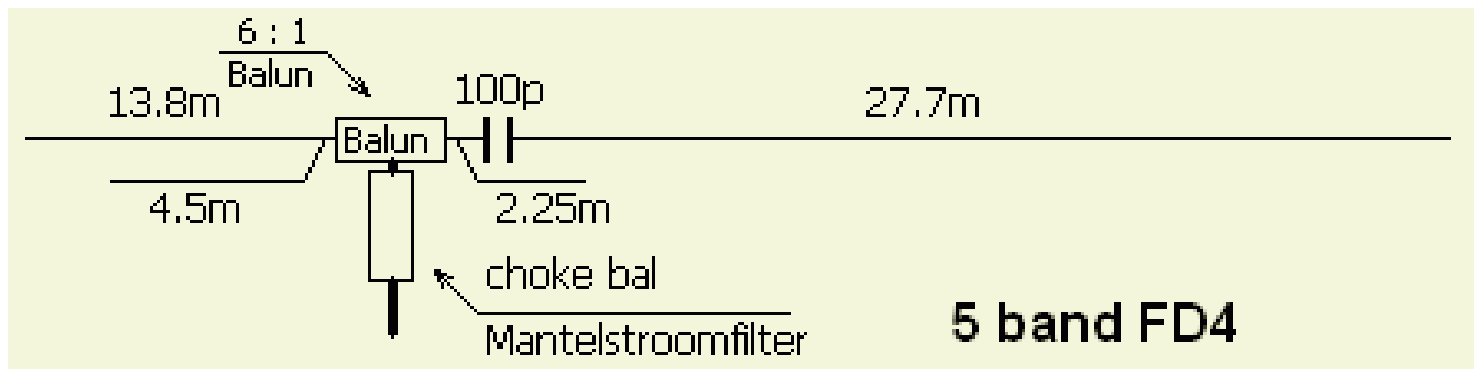 6 : 1
Balun
13.8m
100p
27.7m
Balun
4.5m
2.25m
choke bal
Mantelstroomfilter
5 band FD4